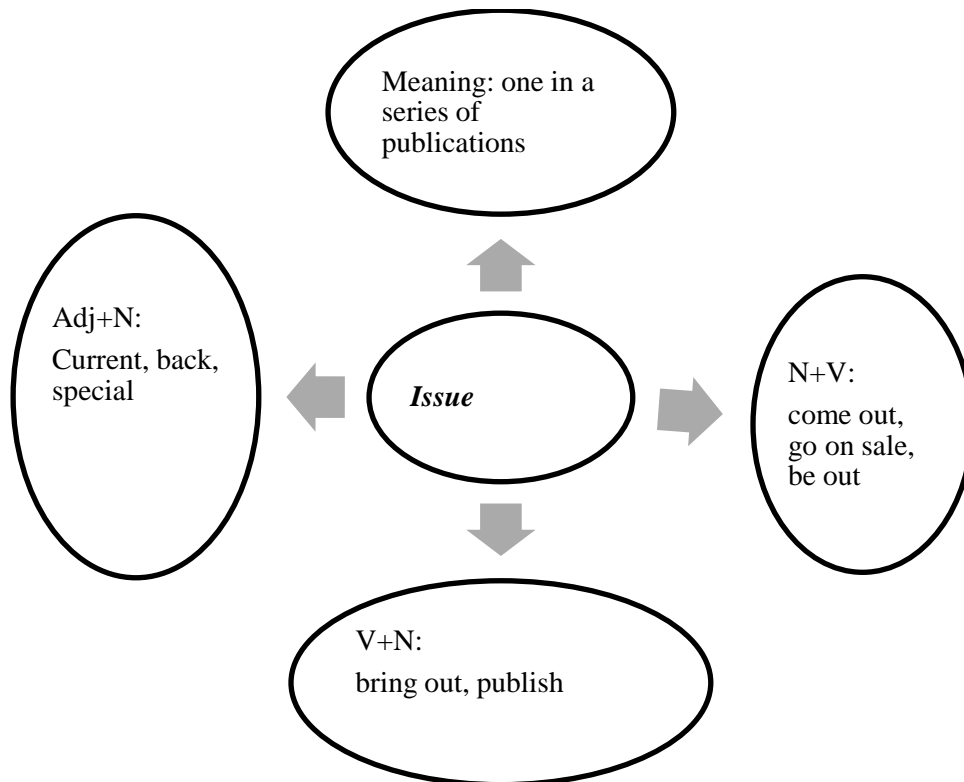 Meaning: one in a
series of
publications
Adj+N:
Current, back,
special
Issue
N+V:
come out,
go on sale,
be out
V+N:
bring out, publish